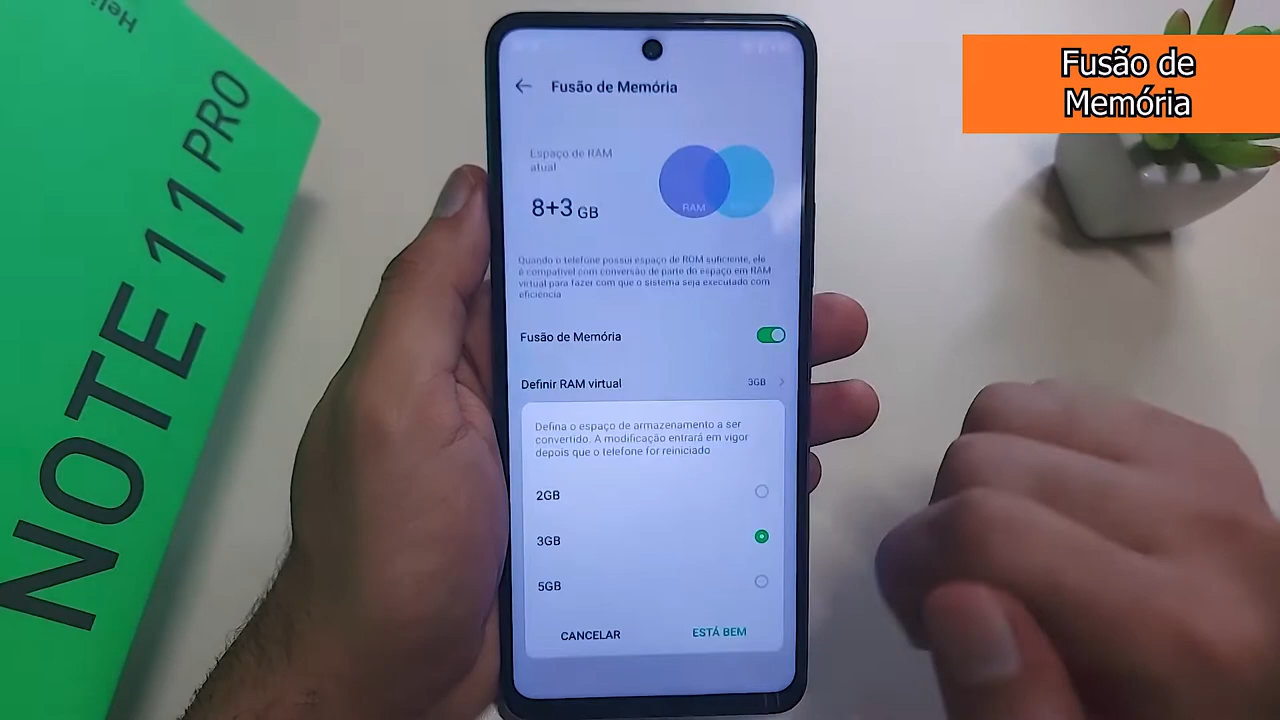 Heli
NOTE 11 PRO
Fusão de
Memória
Fusão de Memória
Espaço de RAM
atual
8+3 GB
RAM
Quando o telefone possui espaço de ROM suficiente, ele
é compatível com conversão de parte do espaço em RAM
virtual para fazer com que o sistema seja executado com
eficiência
Fusão de Memória
Definir RAM virtual 3GB
Defina o espaço de armazenamento a ser
convertido. A modificação entrará em vigor
depois que o telefone for reiniciado
2GB
3GB
5GB
CANCELAR ESTÁ BEM